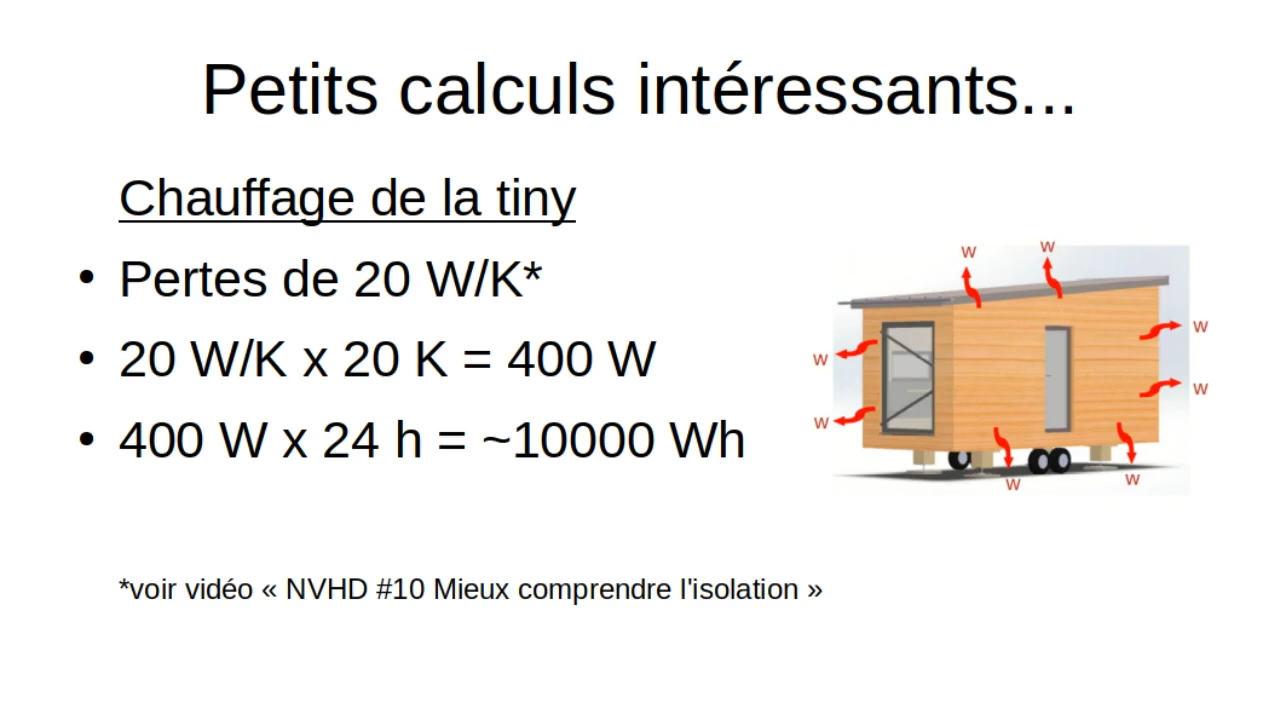 Petits calculs intéressants...
Chauffage de la tiny
• Pertes de 20 W/K*
• 20 W/K x 20 K = 400 W
• 400 W x 24 h = ~10000 Wh
W W
W W
W W
W W
*voir vidéo « NVHD #10 Mieux comprendre l'isolation »